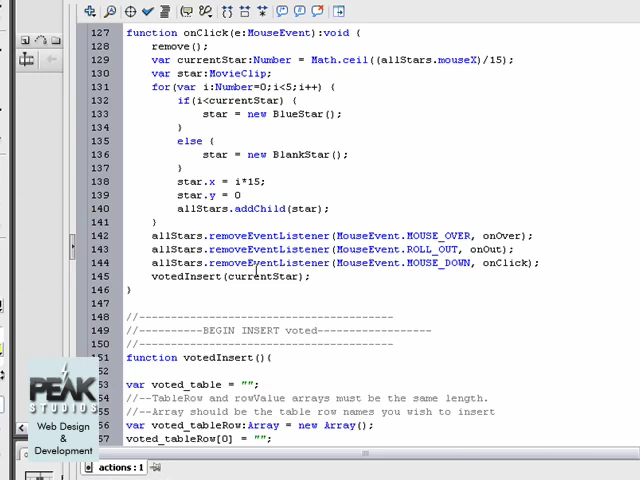 127 function onClick(e:MouseEvent):void {
128 remove();
129 var currentStar:Number = Math.ceil((allStars.mouseX)/15);
130 var star:MovieClip;
131 for(var i:Number=0;i<5;i++) {
132 if(i<currentStar) {
133 star = new BlueStar();
134 }
135 else {
136 star = new BlankStar();
137 }
138 star.x = i*15;
139 star.y = 0
140 allStars.addChild(star);
141 }
142 allStars.removeEventListener(MouseEvent.MOUSE_OVER, onOver);
143 allStars.removeEventListener(MouseEvent.ROLL_OUT, onOut);
144 allStars.removeEventListener(MouseEvent.MOUSE_DOWN, onClick);
145 votedInsert(currentStar);
146 }
147
148 //---------------------------------------
149 //----------BEGIN INSERT voted------------------
150 //---------------------------------------
151 function votedInsert(){
52
53 var voted_table = "";
54 //--TableRow and rowValue arrays must be the same length.
55 //--Array should be the table row names you wish to insert
56 var voted_tableRow:Array = new Array();
57 voted_tableRow[0] = "";
PEAK
STUDIOS
Web Design
&
Development
actions : 1